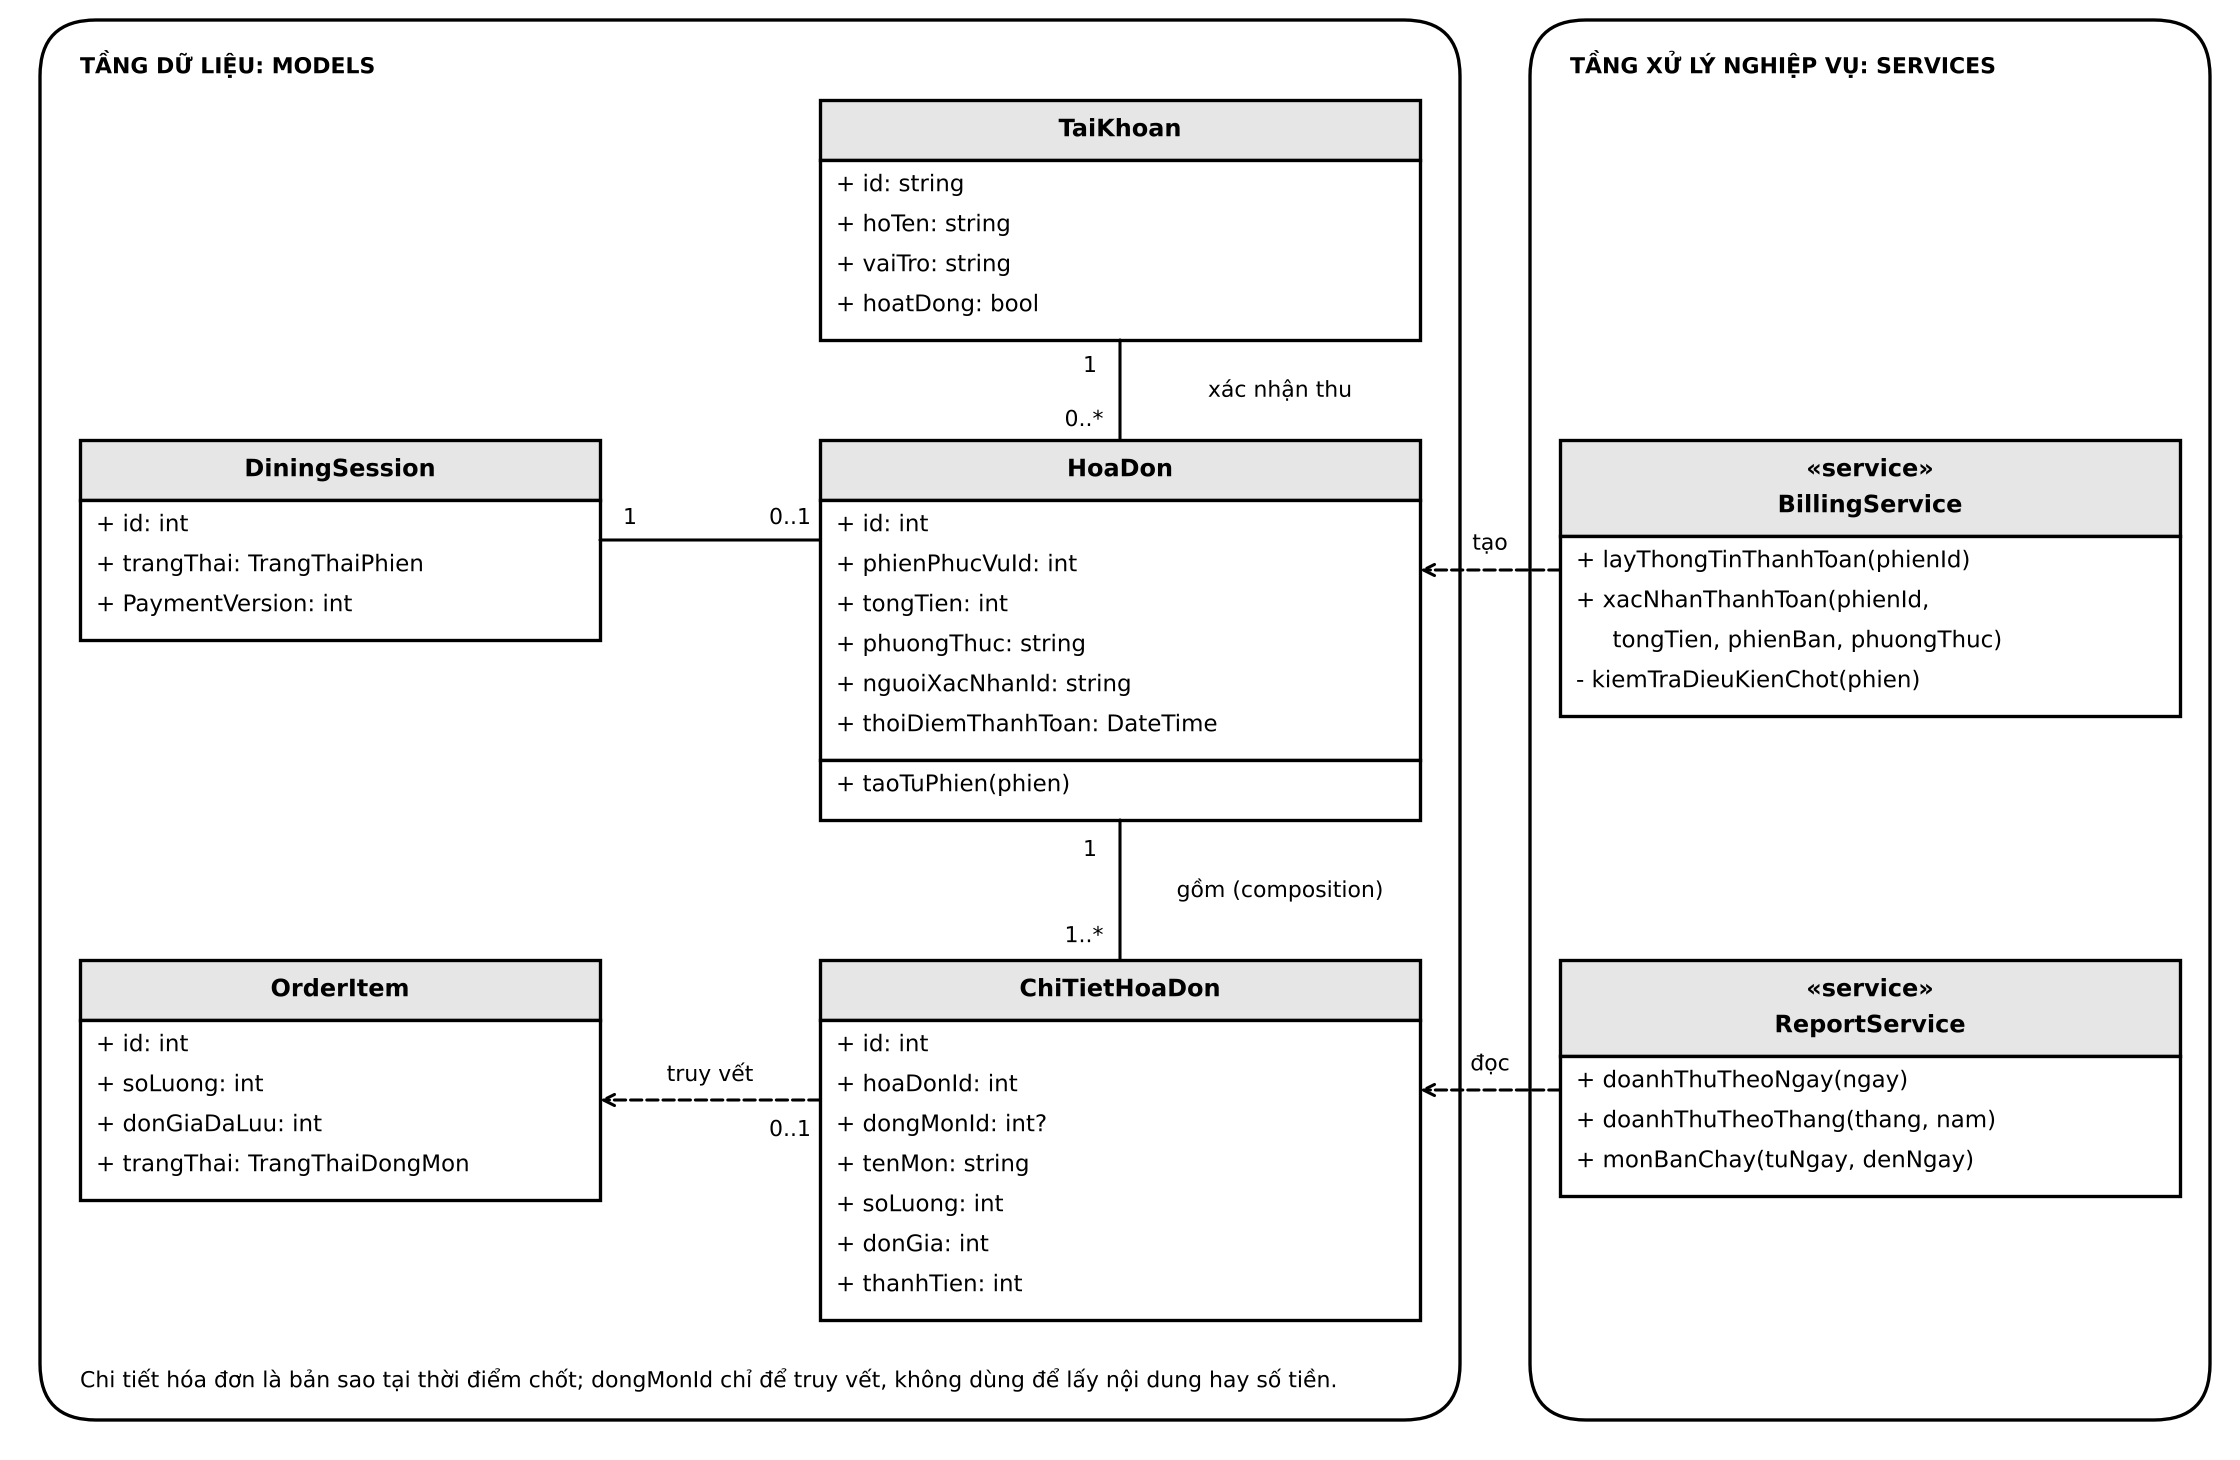 TẦNG DỮ LIỆU: MODELS
TaiKhoan
+ id: string
+ hoTen: string
+ vaiTro: string
+ hoatDong: bool
1
xác nhận thu
0..*
DiningSession
+ id: int
+ trangThai: TrangThaiPhien
+ PaymentVersion: int
1
0..1
HoaDon
+ id: int
+ phienPhucVuId: int
+ tongTien: int
+ phuongThuc: string
+ nguoiXacNhanId: string
+ thoiDiemThanhToan: DateTime
+ taoTuPhien(phien)
1
gồm (composition)
1..*
OrderItem
+ id: int
+ soLuong: int
+ donGiaDaLuu: int
+ trangThai: TrangThaiDongMon
truy vết
0..1
ChiTietHoaDon
+ id: int
+ hoaDonId: int
+ dongMonId: int?
+ tenMon: string
+ soLuong: int
+ donGia: int
+ thanhTien: int
Chi tiết hóa đơn là bản sao tại thời điểm chốt; dongMonId chỉ để truy vết, không dùng để lấy nội dung hay số tiền.
TẦNG XỬ LÝ NGHIỆP VỤ: SERVICES
tạo
«service»
BillingService
+ layThongTinThanhToan(phienId)
+ xacNhanThanhToan(phienId,
tongTien, phienBan, phuongThuc)
- kiemTraDieuKienChot(phien)
đọc
«service»
ReportService
+ doanhThuTheoNgay(ngay)
+ doanhThuTheoThang(thang, nam)
+ monBanChay(tuNgay, denNgay)